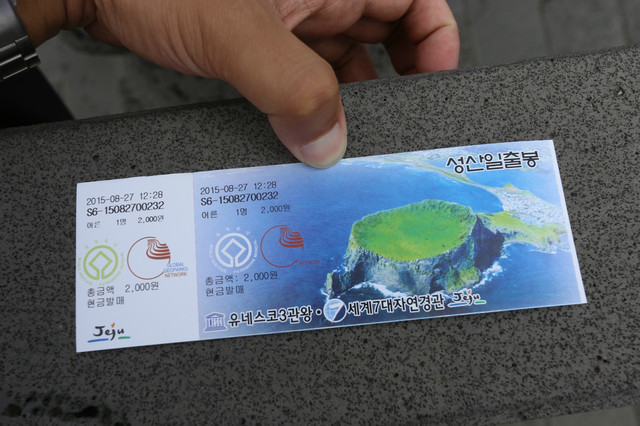 2015-08-27 12:28
S6-15082700232
어른 1명 2,000원
GLOBAL
GEOPARKS
NETWORK
총금액 2,000원
현금발매
Jeju
2015-08-27 12:28
S6-15082700232
어른 1명 2,000원
총금액: 2,000원
현금발매
성산일출봉
유네스코3관왕·7세계7대자연경관 Jeju